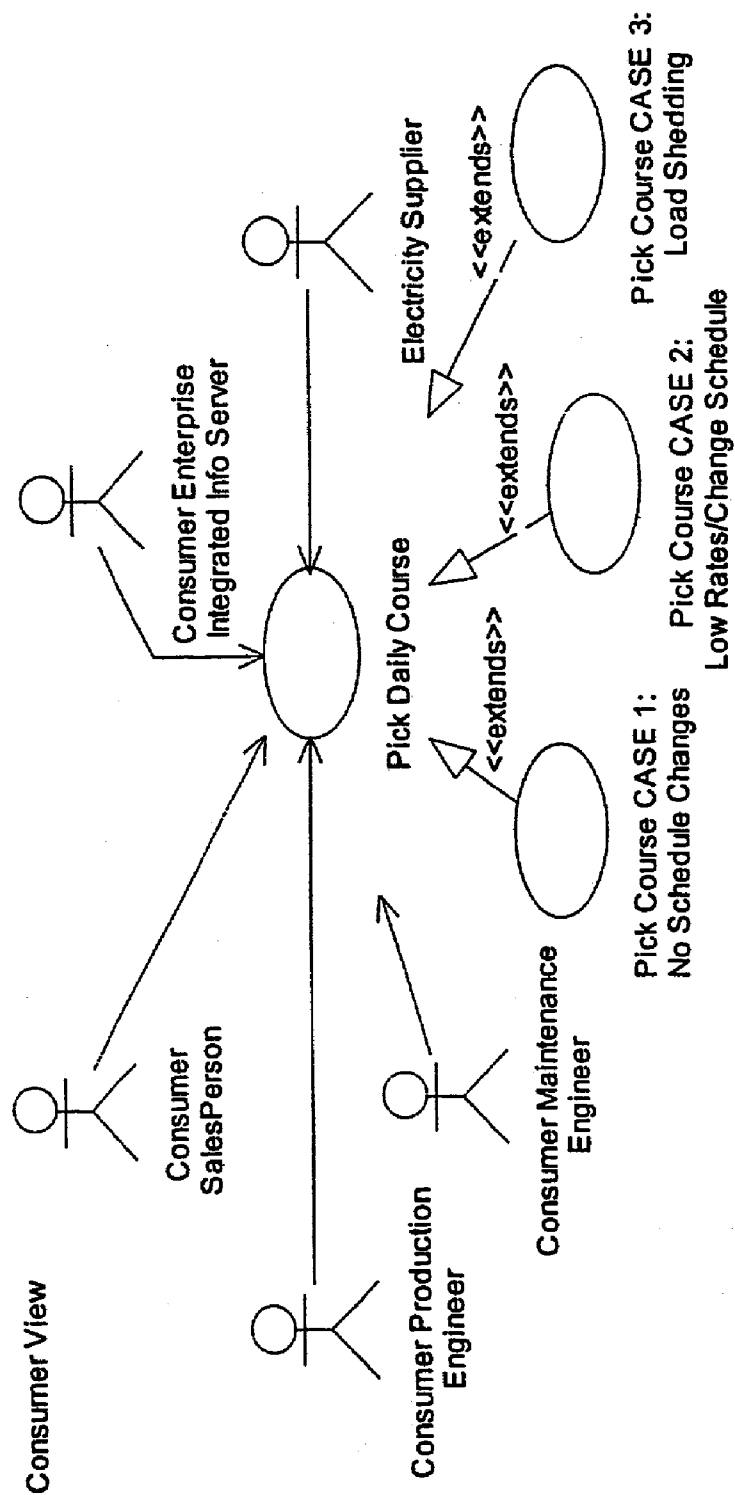 Consumer View
Consumer
SalesPerson
Consumer Enterprise
Integrated Info Server
Consumer Production
Engineer
Electricity Supplier
Pick Daily Course
Consumer Maintenance
Engineer
<<extends>>
<<extends>>
<<extends>>
Pick Course CASE 1:
No Schedule Changes
Pick Course CASE 2:
Low Rates/Change Schedule
Pick Course CASE 3:
Load Shedding